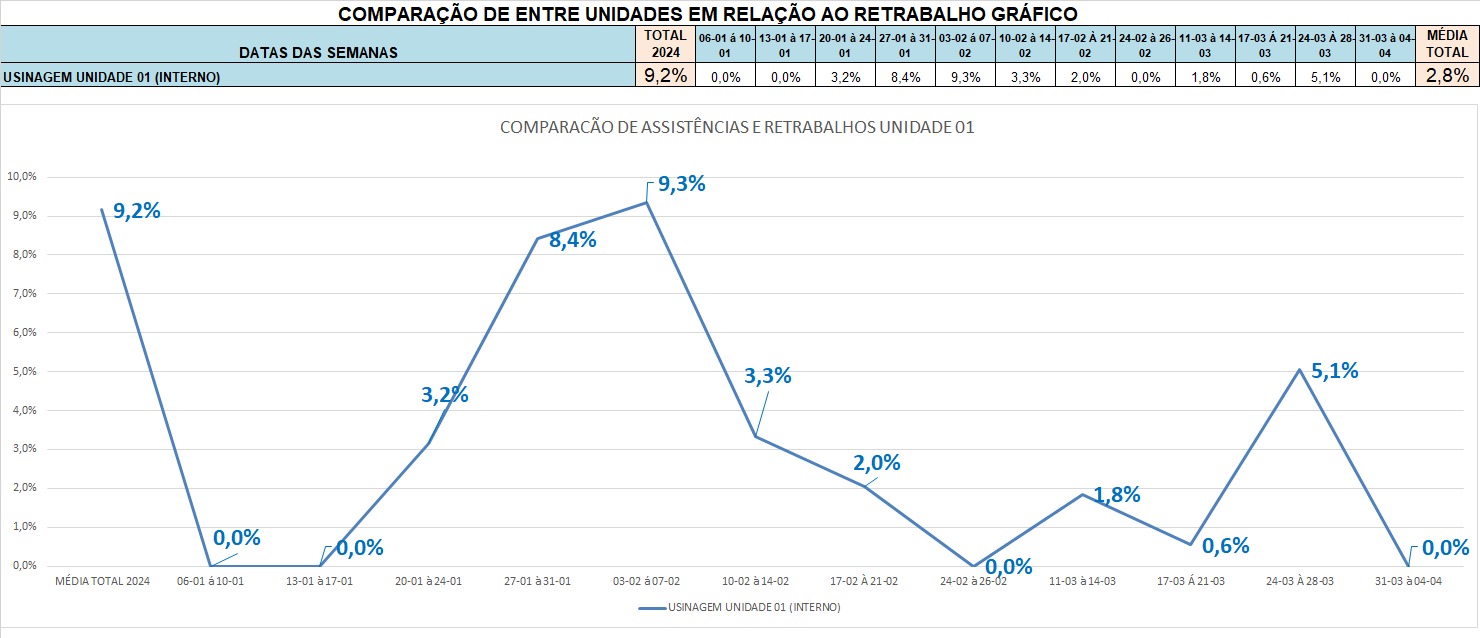 COMPARAÇÃO DE ENTRE UNIDADES EM RELAÇÃO AO RETRABALHO GRÁFICO
DATAS DAS SEMANAS
TOTAL 2024
06-01 á 10-01
13-01 à 17-01
20-01 à 24-01
27-01 à 31-01
03-02 á 07-02
10-02 à 14-02
17-02 À 21-02
24-02 à 26-02
11-03 à 14-03
17-03 Á 21-03
24-03 À 28-03
31-03 à 04-04
MÉDIA TOTAL
USINAGEM UNIDADE 01 (INTERNO)
9,2%
0,0%
0,0%
3,2%
8,4%
9,3%
3,3%
2,0%
0,0%
1,8%
0,6%
5,1%
0,0%
2,8%
COMPARACÃO DE ASSISTÊNCIAS E RETRABALHOS UNIDADE 01
10,0%
9,0%
8,0%
7,0%
6,0%
5,0%
4,0%
3,0%
2,0%
1,0%
0,0%
9,2%
0,0%
0,0%
3,2%
8,4%
9,3%
3,3%
2,0%
0,0%
1,8%
0,6%
5,1%
0,0%
MÉDIA TOTAL 2024
06-01 á 10-01
13-01 à 17-01
20-01 à 24-01
27-01 à 31-01
03-02 á 07-02
10-02 à 14-02
17-02 À 21-02
24-02 à 26-02
11-03 à 14-03
17-03 Á 21-03
24-03 À 28-03
31-03 à 04-04
USINAGEM UNIDADE 01 (INTERNO)